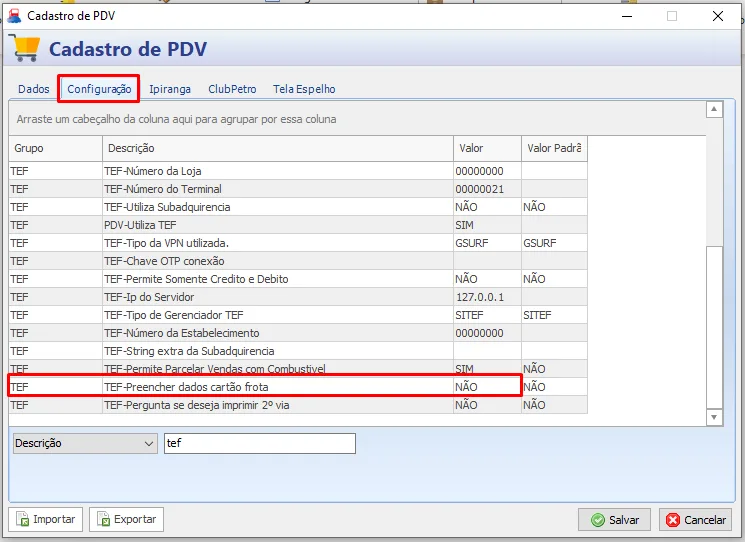 Cadastro de PDV
Cadastro de PDV
Dados Configuração Ipiranga ClubPetro Tela Espelho
Arraste um cabeçalho da coluna aqui para agrupar por essa coluna
Grupo Descrição Valor Valor Padrã
TEF TEF-Número da Loja 00000000
TEF TEF-Número do Terminal 00000021
TEF TEF-Utiliza Subadquirencia NÃO NÃO
TEF PDV-Utiliza TEF SIM
TEF TEF-Tipo da VPN utilizada. GSURF GSURF
TEF TEF-Chave OTP conexão
TEF TEF-Permite Somente Credito e Debito NÃO NÃO
TEF TEF-Ip do Servidor 127.0.0.1
TEF TEF-Tipo de Gerenciador TEF SITEF SITEF
TEF TEF-Número da Estabelecimento 00000000
TEF TEF-String extra da Subadquirencia
TEF TEF-Permite Parcelar Vendas com Combustivel SIM NÃO
TEF TEF-Preencher dados cartão frota NÃO NÃO
TEF TEF-Pergunta se deseja imprimir 2º via NÃO NÃO
Descrição tef
Importar Exportar Salvar Cancelar